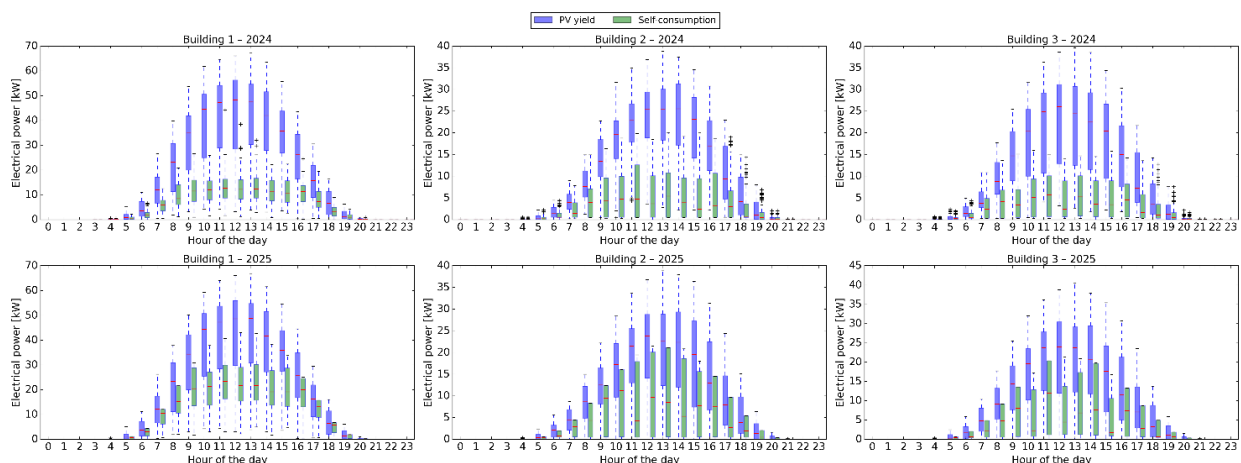 PV yield Self-consumption
Building 1 – 2024
Building 2 – 2024
Building 3 – 2024
70
60
50
40
30
20
10
0
Electrical power [kW]
0 1 2 3 4 5 6 7 8 9 10 11 12 13 14 15 16 17 18 19 20 21 22 23
Hour of the day
40
35
30
25
20
15
10
5
0
Electrical power [kW]
0 1 2 3 4 5 6 7 8 9 10 11 12 13 14 15 16 17 18 19 20 21 22 23
Hour of the day
40
35
30
25
20
15
10
5
0
Electrical power [kW]
0 1 2 3 4 5 6 7 8 9 10 11 12 13 14 15 16 17 18 19 20 21 22 23
Hour of the day
Building 1 – 2025
Building 2 – 2025
Building 3 – 2025
70
60
50
40
30
20
10
0
Electrical power [kW]
0 1 2 3 4 5 6 7 8 9 10 11 12 13 14 15 16 17 18 19 20 21 22 23
Hour of the day
40
35
30
25
20
15
10
5
0
Electrical power [kW]
0 1 2 3 4 5 6 7 8 9 10 11 12 13 14 15 16 17 18 19 20 21 22 23
Hour of the day
45
40
35
30
25
20
15
10
5
0
Electrical power [kW]
0 1 2 3 4 5 6 7 8 9 10 11 12 13 14 15 16 17 18 19 20 21 22 23
Hour of the day